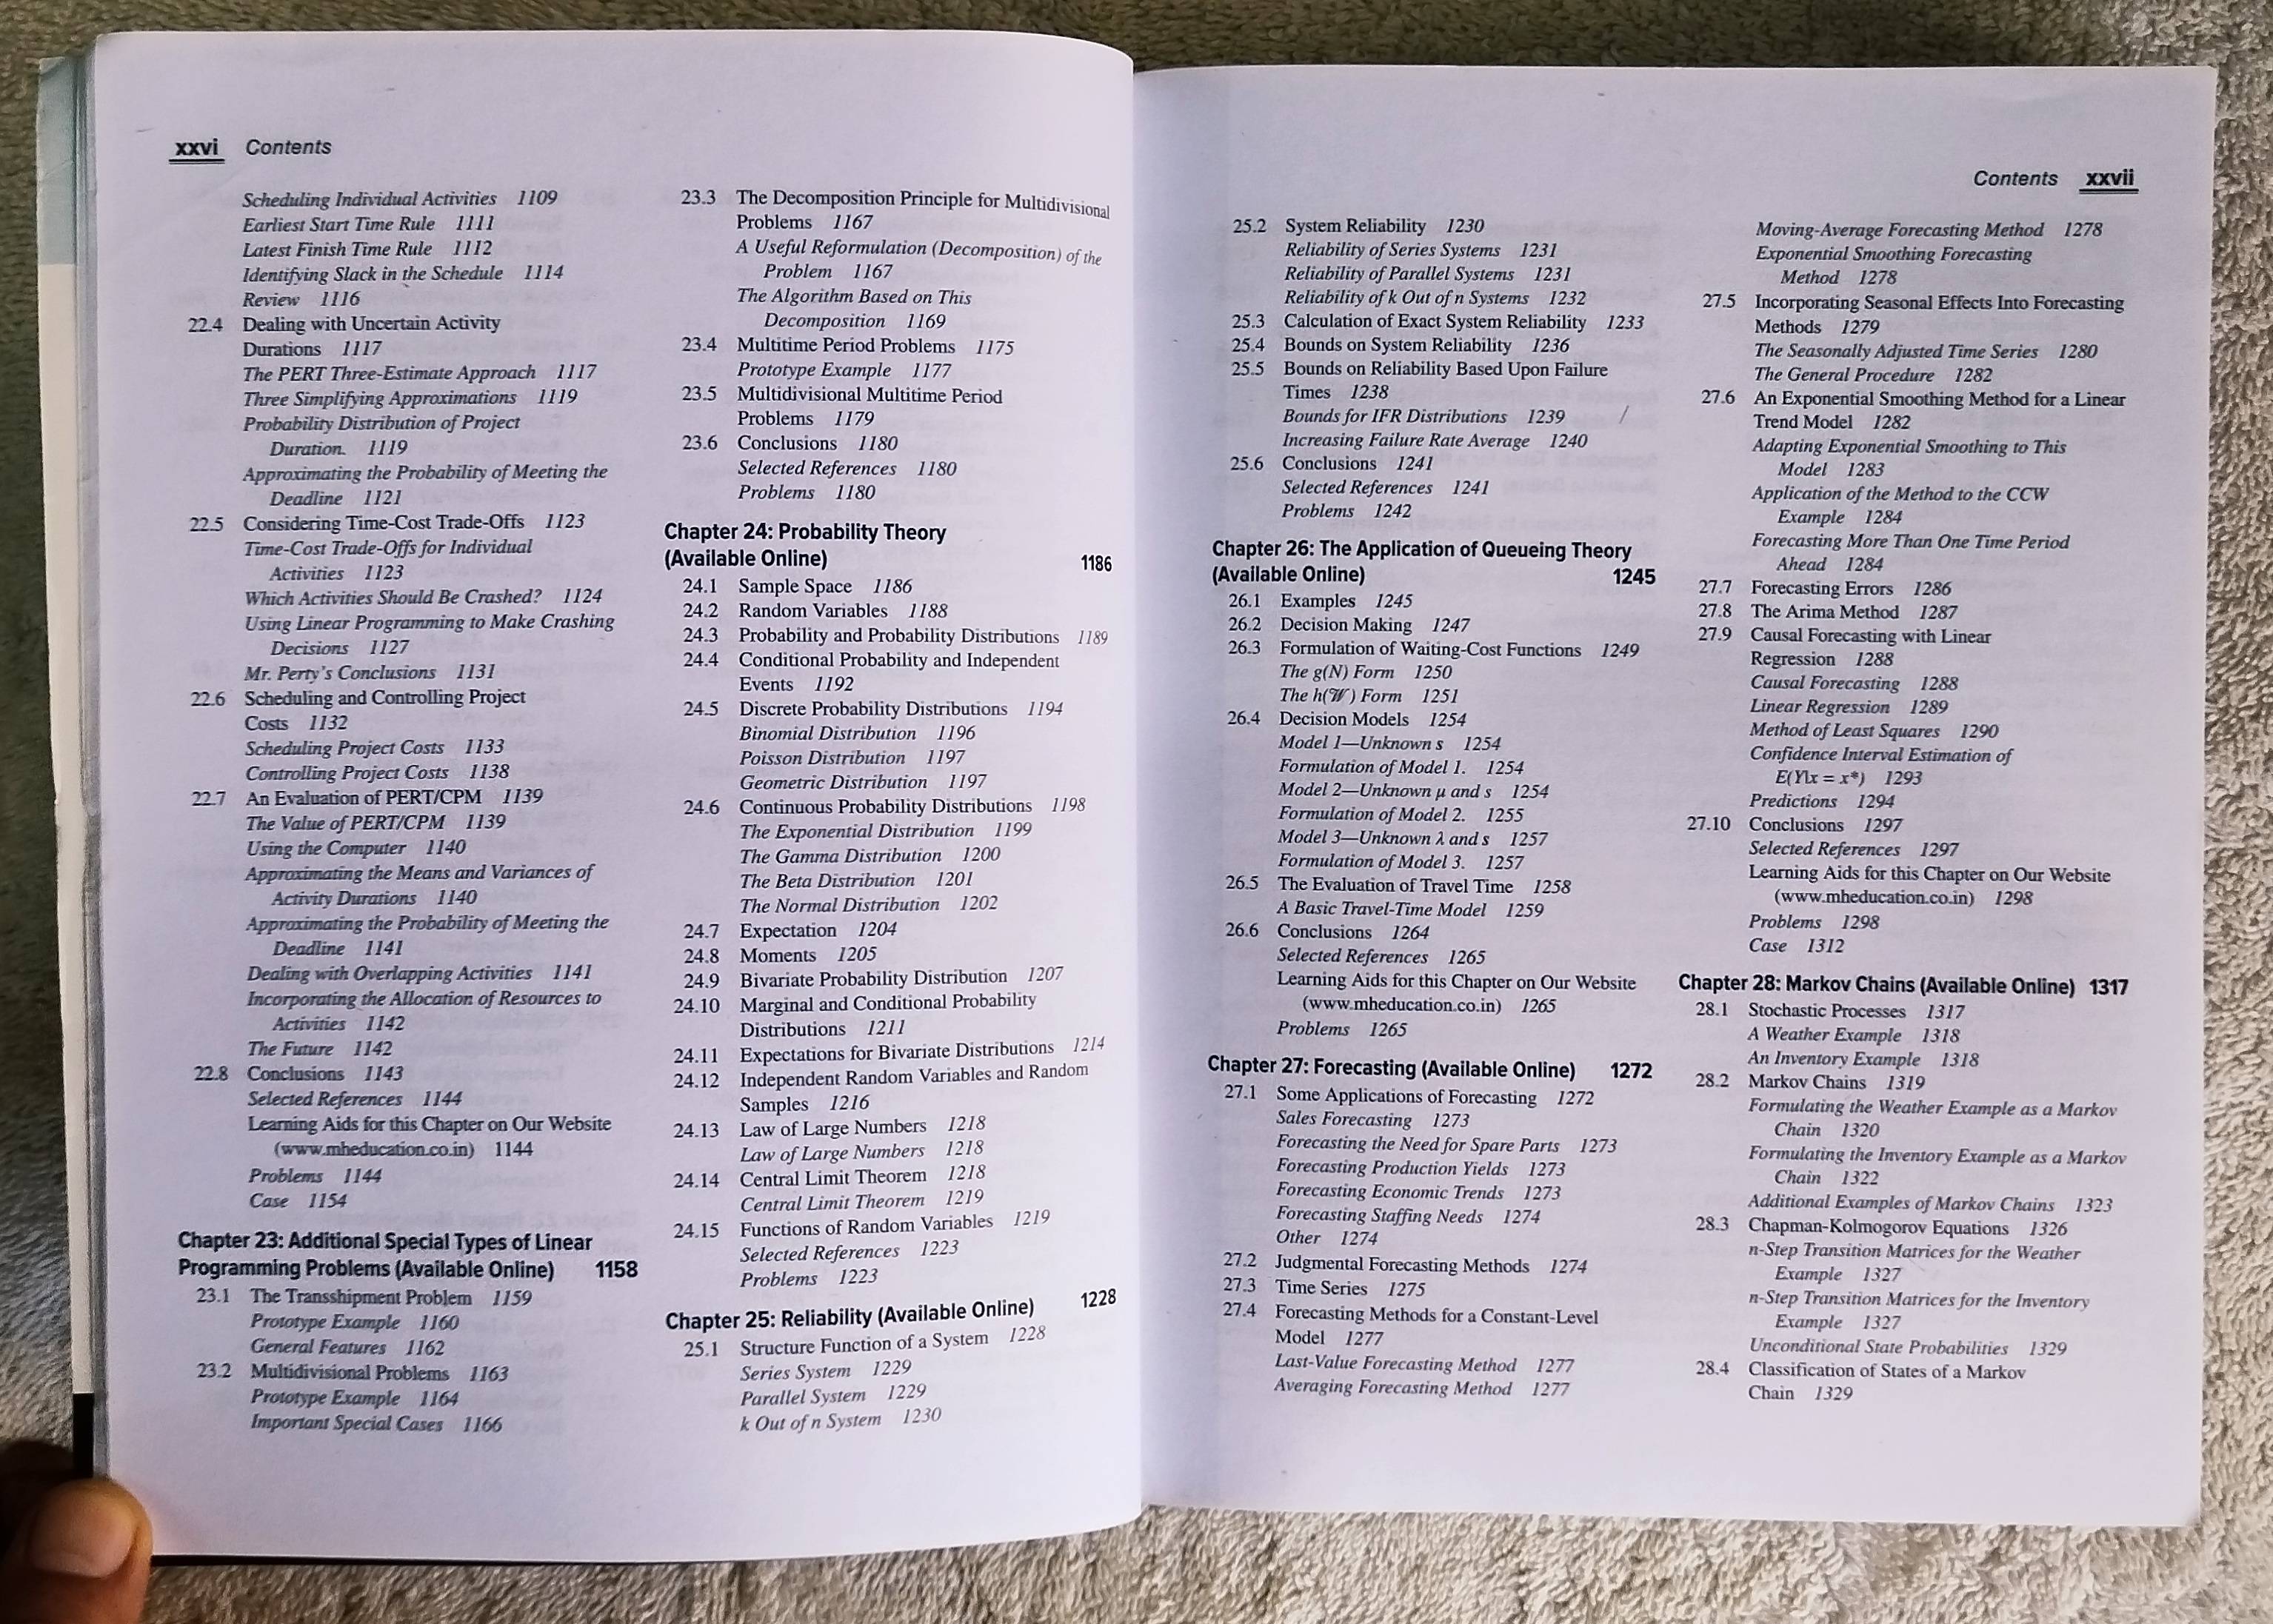 xxvi Contents
Scheduling Individual Activities 1109
Earliest Start Time Rule 1111
Latest Finish Time Rule 1112
Identifying Slack in the Schedule 1114
Review 1116
22.4 Dealing with Uncertain Activity
Durations 1117
The PERT Three-Estimate Approach 1117
Three Simplifying Approximations 1119
Probability Distribution of Project
Duration. 1119
Approximating the Probability of Meeting the
Deadline 1121
22.5 Considering Time-Cost Trade-Offs 1123
Time-Cost Trade-Offs for Individual
Activities 1123
Which Activities Should Be Crashed? 1124
Using Linear Programming to Make Crashing
Decisions 1127
Mr. Perty's Conclusions 1131
22.6 Scheduling and Controlling Project
Costs 1132
Scheduling Project Costs 1133
Controlling Project Costs 1138
22.7 An Evaluation of PERT/CPM 1139
The Value of PERT/CPM 1139
Using the Computer 1140
Approximating the Means and Variances of
Activity Durations 1140
Approximating the Probability of Meeting the
Deadline 1141
Dealing with Overlapping Activities 1141
Incorporating the Allocation of Resources to
Activities 1142
The Future 1142
22.8 Conclusions 1143
Selected References 1144
Learning Aids for this Chapter on Our Website
(www.mheducation.co.in) 1144
Problems 1144
Case 1154
Chapter 23: Additional Special Types of Linear
Programming Problems (Available Online) 1158
23.1 The Transshipment Problem 1159
Prototype Example 1160
General Features 1162
23.2 Multidivisional Problems 1163
Prototype Example 1164
Important Special Cases 1166
23.3 The Decomposition Principle for Multidivisional
Problems 1167
A Useful Reformulation (Decomposition) of the
Problem 1167
The Algorithm Based on This
Decomposition 1169
23.4 Multitime Period Problems 1175
Prototype Example 1177
23.5 Multidivisional Multitime Period
Problems 1179
23.6 Conclusions 1180
Selected References 1180
Problems 1180
Chapter 24: Probability Theory
(Available Online) 1186
24.1 Sample Space 1186
24.2 Random Variables 1188
24.3 Probability and Probability Distributions 1189
24.4 Conditional Probability and Independent
Events 1192
24.5 Discrete Probability Distributions 1194
Binomial Distribution 1196
Poisson Distribution 1197
Geometric Distribution 1197
24.6 Continuous Probability Distributions 1198
The Exponential Distribution 1199
The Gamma Distribution 1200
The Beta Distribution 1201
The Normal Distribution 1202
24.7 Expectation 1204
24.8 Moments 1205
24.9 Bivariate Probability Distribution 1207
24.10 Marginal and Conditional Probability
Distributions 1211
24.11 Expectations for Bivariate Distributions 1214
24.12 Independent Random Variables and Random
Samples 1216
24.13 Law of Large Numbers 1218
Law of Large Numbers 1218
24.14 Central Limit Theorem 1218
Central Limit Theorem 1219
24.15 Functions of Random Variables 1219
Selected References 1223
Problems 1223
Chapter 25: Reliability (Available Online) 1228
25.1 Structure Function of a System 1228
Series System 1229
Parallel System 1229
k Out of n System 1230
Contents xxvii
25.2 System Reliability 1230
Reliability of Series Systems 1231
Reliability of Parallel Systems 1231
Reliability of k Out of n Systems 1232
25.3 Calculation of Exact System Reliability 1233
25.4 Bounds on System Reliability 1236
25.5 Bounds on Reliability Based Upon Failure
Times 1238
Bounds for IFR Distributions 1239
Increasing Failure Rate Average 1240
25.6 Conclusions 1241
Selected References 1241
Problems 1242
Chapter 26: The Application of Queueing Theory
(Available Online) 1245
26.1 Examples 1245
26.2 Decision Making 1247
26.3 Formulation of Waiting-Cost Functions 1249
The g(N) Form 1250
The h(𝒲) Form 1251
26.4 Decision Models 1254
Model 1—Unknown s 1254
Formulation of Model 1. 1254
Model 2—Unknown μ and s 1254
Formulation of Model 2. 1255
Model 3—Unknown λ and s 1257
Formulation of Model 3. 1257
26.5 The Evaluation of Travel Time 1258
A Basic Travel-Time Model 1259
26.6 Conclusions 1264
Selected References 1265
Learning Aids for this Chapter on Our Website
(www.mheducation.co.in) 1265
Problems 1265
Chapter 27: Forecasting (Available Online) 1272
27.1 Some Applications of Forecasting 1272
Sales Forecasting 1273
Forecasting the Need for Spare Parts 1273
Forecasting Production Yields 1273
Forecasting Economic Trends 1273
Forecasting Staffing Needs 1274
Other 1274
27.2 Judgmental Forecasting Methods 1274
27.3 Time Series 1275
27.4 Forecasting Methods for a Constant-Level
Model 1277
Last-Value Forecasting Method 1277
Averaging Forecasting Method 1277
Moving-Average Forecasting Method 1278
Exponential Smoothing Forecasting
Method 1278
27.5 Incorporating Seasonal Effects Into Forecasting
Methods 1279
The Seasonally Adjusted Time Series 1280
The General Procedure 1282
27.6 An Exponential Smoothing Method for a Linear
Trend Model 1282
Adapting Exponential Smoothing to This
Model 1283
Application of the Method to the CCW
Example 1284
Forecasting More Than One Time Period
Ahead 1284
27.7 Forecasting Errors 1286
27.8 The Arima Method 1287
27.9 Causal Forecasting with Linear
Regression 1288
Causal Forecasting 1288
Linear Regression 1289
Method of Least Squares 1290
Confidence Interval Estimation of
E(Y|x = x*) 1293
Predictions 1294
27.10 Conclusions 1297
Selected References 1297
Learning Aids for this Chapter on Our Website
(www.mheducation.co.in) 1298
Problems 1298
Case 1312
Chapter 28: Markov Chains (Available Online) 1317
28.1 Stochastic Processes 1317
A Weather Example 1318
An Inventory Example 1318
28.2 Markov Chains 1319
Formulating the Weather Example as a Markov
Chain 1320
Formulating the Inventory Example as a Markov
Chain 1322
Additional Examples of Markov Chains 1323
28.3 Chapman-Kolmogorov Equations 1326
n-Step Transition Matrices for the Weather
Example 1327
n-Step Transition Matrices for the Inventory
Example 1327
Unconditional State Probabilities 1329
28.4 Classification of States of a Markov
Chain 1329